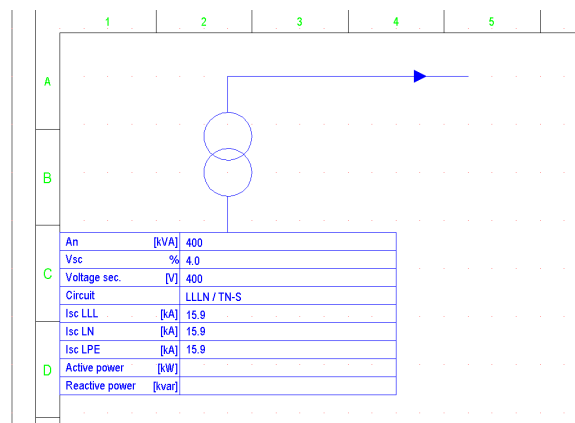 1 2 3 4 5
A
B
C
D
An [kVA] 400
Vsc % 4.0
Voltage sec. [V] 400
Circuit LLLN / TN-S
Isc LLL [kA] 15.9
Isc LN [kA] 15.9
Isc LPE [kA] 15.9
Active power [kW]
Reactive power [kvar]